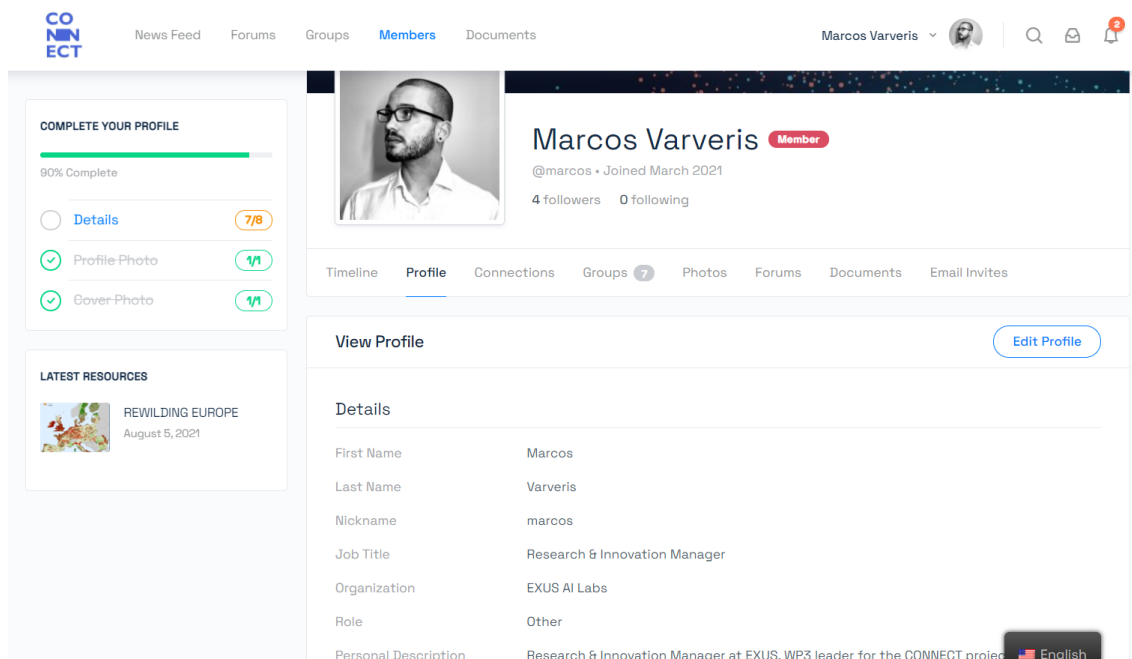 CO
NN
ECT
News Feed
Forums
Groups
Members
Documents
Marcos Varveris
2
COMPLETE YOUR PROFILE
90% Complete
Details 7/8
Profile Photo 1/1
Cover Photo 1/1
LATEST RESOURCES
REWILDING EUROPE
August 5, 2021
Marcos Varveris Member
@marcos • Joined March 2021
4 followers 0 following
Timeline Profile Connections Groups 7 Photos Forums Documents Email Invites
View Profile Edit Profile
Details
First Name Marcos
Last Name Varveris
Nickname marcos
Job Title Research & Innovation Manager
Organization EXUS AI Labs
Role Other
Personal Description Research & Innovation Manager at EXUS, WP3 leader for the CONNECT projec
English